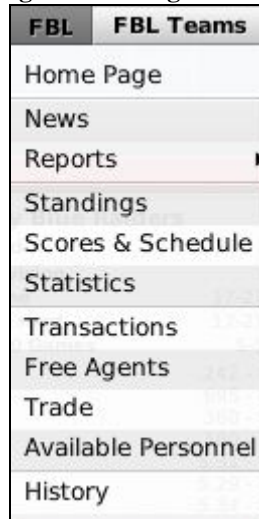 FBL FBL Teams
Home Page
News
Reports
Standings
Scores & Schedule
Statistics
Transactions
Free Agents
Trade
Available Personnel
History